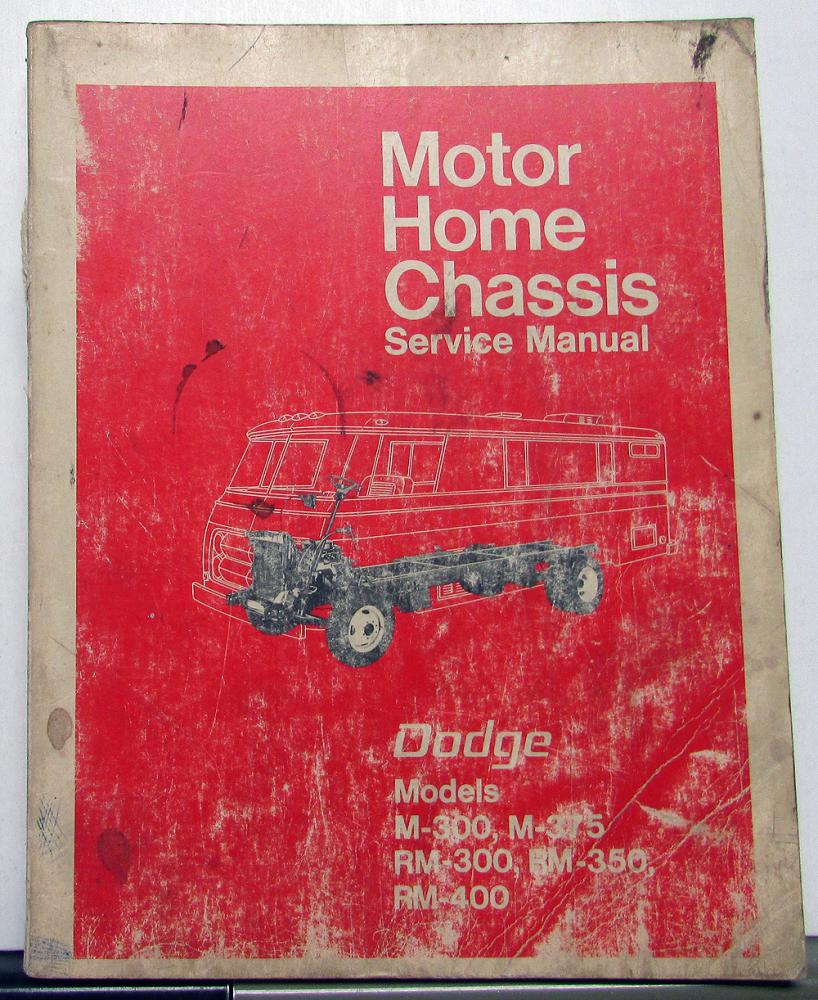 Motor
Home
Chassis
Service Manual
Dodge
Models
M-300, M-375
RM-300, RM-350,
RM-400